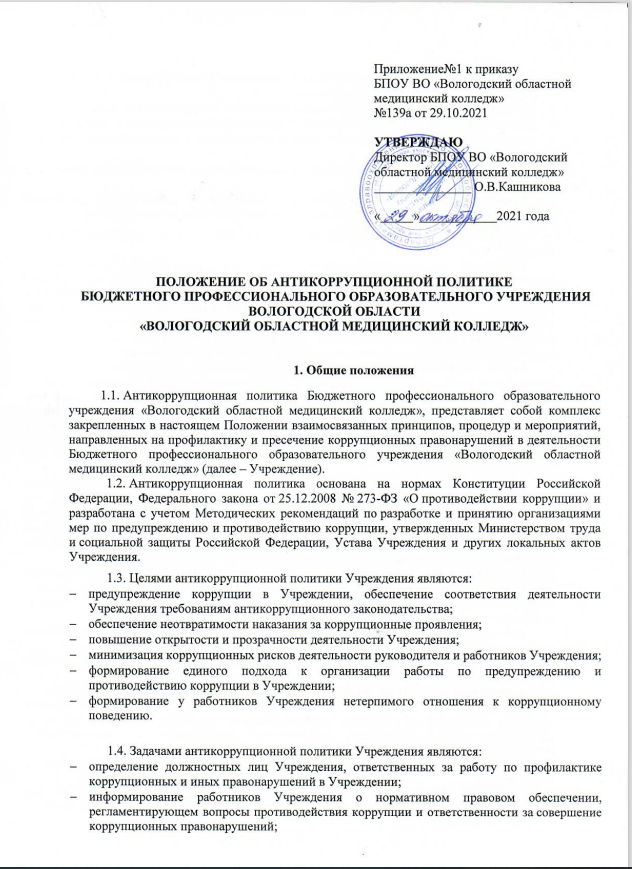 Приложение№1 к приказу
БПОУ ВО «Вологодский областной
медицинский колледж»
№139а от 29.10.2021
УТВЕРЖДАЮ
Директор БПОУ ВО «Вологодский
областной медицинский колледж»
________________ О.В.Кашникова
« 29 » октября 2021 года
ПОЛОЖЕНИЕ ОБ АНТИКОРРУПЦИОННОЙ ПОЛИТИКЕ
БЮДЖЕТНОГО ПРОФЕССИОНАЛЬНОГО ОБРАЗОВАТЕЛЬНОГО УЧРЕЖДЕНИЯ
ВОЛОГОДСКОЙ ОБЛАСТИ
«ВОЛОГОДСКИЙ ОБЛАСТНОЙ МЕДИЦИНСКИЙ КОЛЛЕДЖ»
1. Общие положения
1.1. Антикоррупционная политика Бюджетного профессионального образовательного
учреждения «Вологодский областной медицинский колледж», представляет собой комплекс
закрепленных в настоящем Положении взаимосвязанных принципов, процедур и мероприятий,
направленных на профилактику и пресечение коррупционных правонарушений в деятельности
Бюджетного профессионального образовательного учреждения «Вологодский областной
медицинский колледж» (далее – Учреждение).
1.2. Антикоррупционная политика основана на нормах Конституции Российской
Федерации, Федерального закона от 25.12.2008 № 273-ФЗ «О противодействии коррупции» и
разработана с учетом Методических рекомендаций по разработке и принятию организациями
мер по предупреждению и противодействию коррупции, утвержденных Министерством труда
и социальной защиты Российской Федерации, Устава Учреждения и других локальных актов
Учреждения.
1.3. Целями антикоррупционной политики Учреждения являются:
– предупреждение коррупции в Учреждении, обеспечение соответствия деятельности
Учреждения требованиям антикоррупционного законодательства;
– обеспечение неотвратимости наказания за коррупционные проявления;
– повышение открытости и прозрачности деятельности Учреждения;
– минимизация коррупционных рисков деятельности руководителя и работников Учреждения;
– формирование единого подхода к организации работы по предупреждению и
противодействию коррупции в Учреждении;
– формирование у работников Учреждения нетерпимого отношения к коррупционному
поведению.
1.4. Задачами антикоррупционной политики Учреждения являются:
– определение должностных лиц Учреждения, ответственных за работу по профилактике
коррупционных и иных правонарушений в Учреждении;
– информирование работников Учреждения о нормативном правовом обеспечении,
регламентирующем вопросы противодействия коррупции и ответственности за совершение
коррупционных правонарушений;